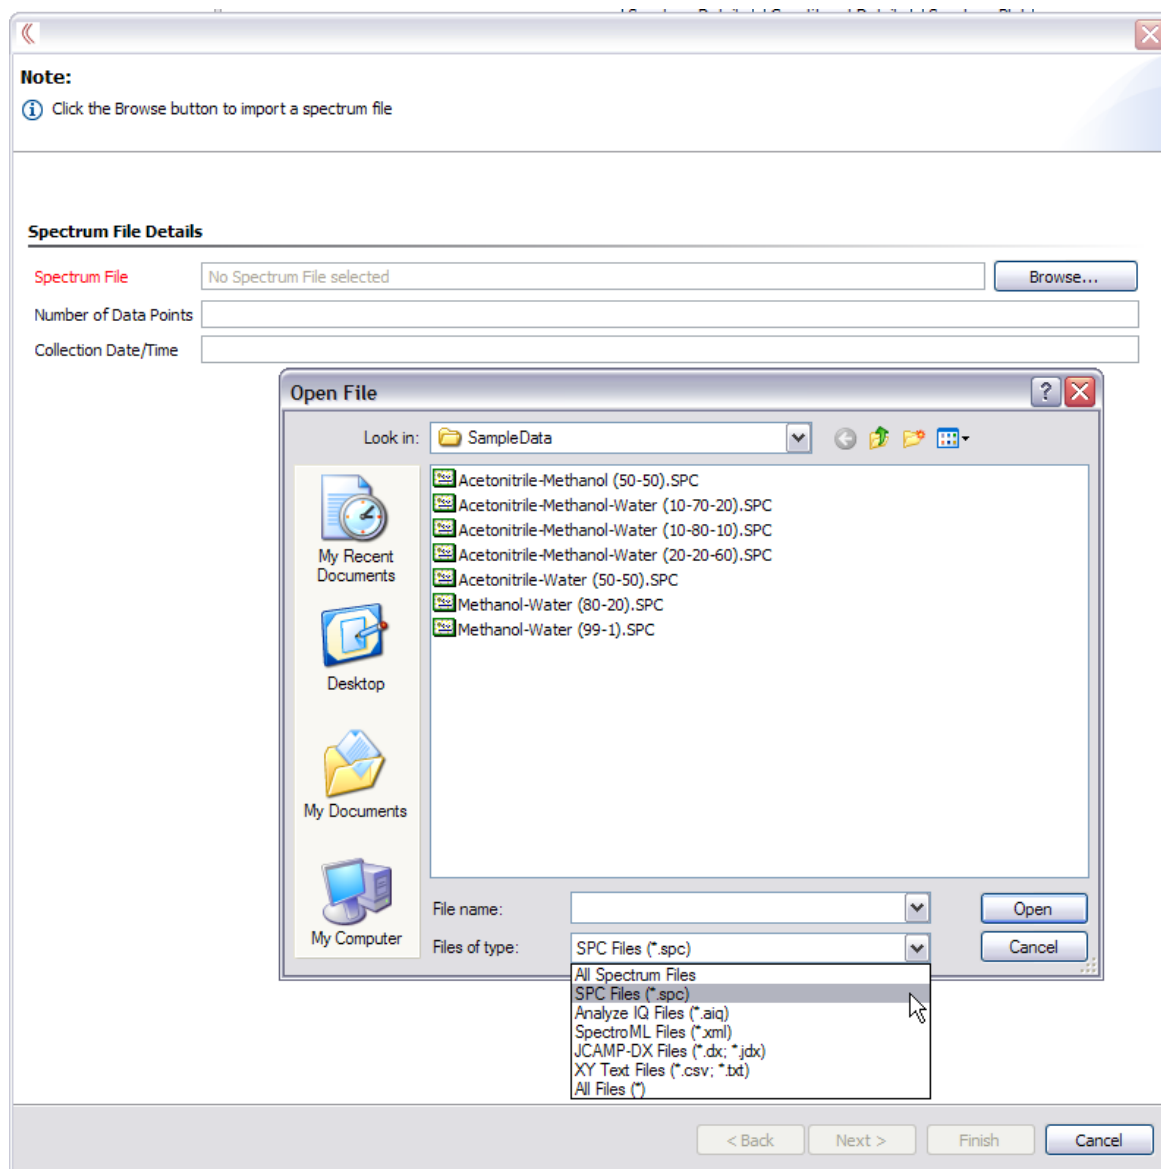 Note:
Click the Browse button to import a spectrum file
Spectrum File Details
Spectrum File
No Spectrum File selected
Browse...
Number of Data Points
Collection Date/Time
Open File
Look in:
SampleData
Acetonitrile-Methanol (50-50).SPC
Acetonitrile-Methanol-Water (10-70-20).SPC
Acetonitrile-Methanol-Water (10-80-10).SPC
Acetonitrile-Methanol-Water (20-20-60).SPC
Acetonitrile-Water (50-50).SPC
Methanol-Water (80-20).SPC
Methanol-Water (99-1).SPC
My Recent
Documents
Desktop
My Documents
My Computer
File name:
Open
Files of type:
SPC Files (*.spc)
Cancel
All Spectrum Files
SPC Files (*.spc)
Analyze IQ Files (*.aiq)
SpectroML Files (*.xml)
JCAMP-DX Files (*.dx; *.jdx)
XY Text Files (*.csv; *.txt)
All Files (*)
< Back
Next >
Finish
Cancel